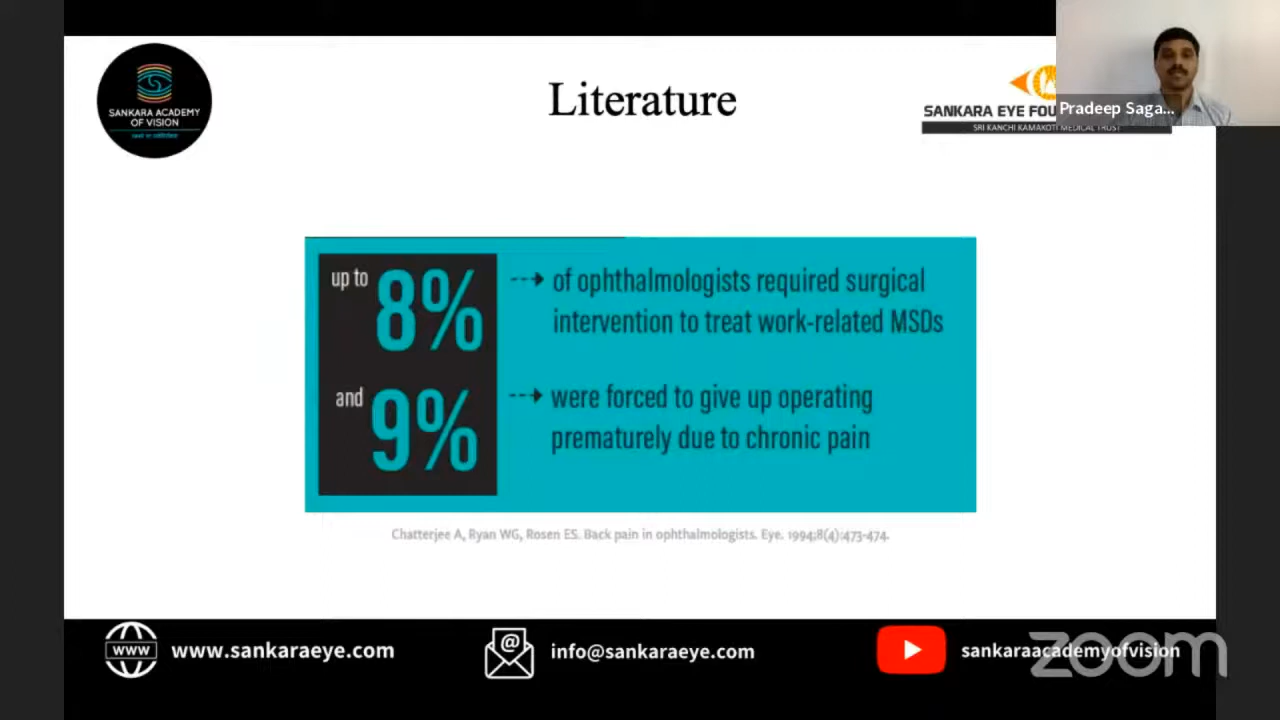 SANKARA ACADEMY
OF VISION
Literature
SANKARA EYE FOU
SRI KANCHI KAMAKOTI MEDICAL TRUST
Pradeep Saga...
up to 8%
of ophthalmologists required surgical
intervention to treat work-related MSDs
and 9%
were forced to give up operating
prematurely due to chronic pain
Chatterjee A, Ryan WG, Rosen ES. Back pain in ophthalmologists. Eye. 1994;8(4):473-474.
www
www.sankaraeye.com
@
info@sankaraeye.com
sankaraacademyofvision
zoom